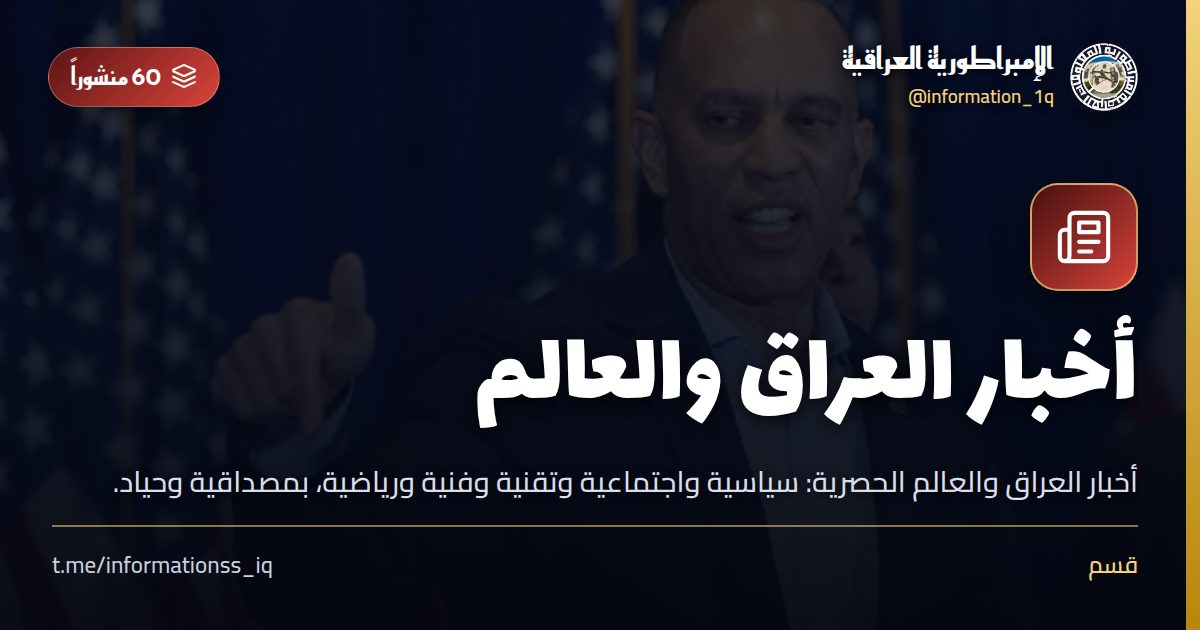 الإمبراطورية العراقية
@information_1q
60 منشوراً
أخبار العراق والعالم
أخبار العراق والعالم الحصرية: سياسية واجتماعية وتقنية وفنية ورياضية، بمصداقية وحياد.
قسم
t.me/informationss_iq